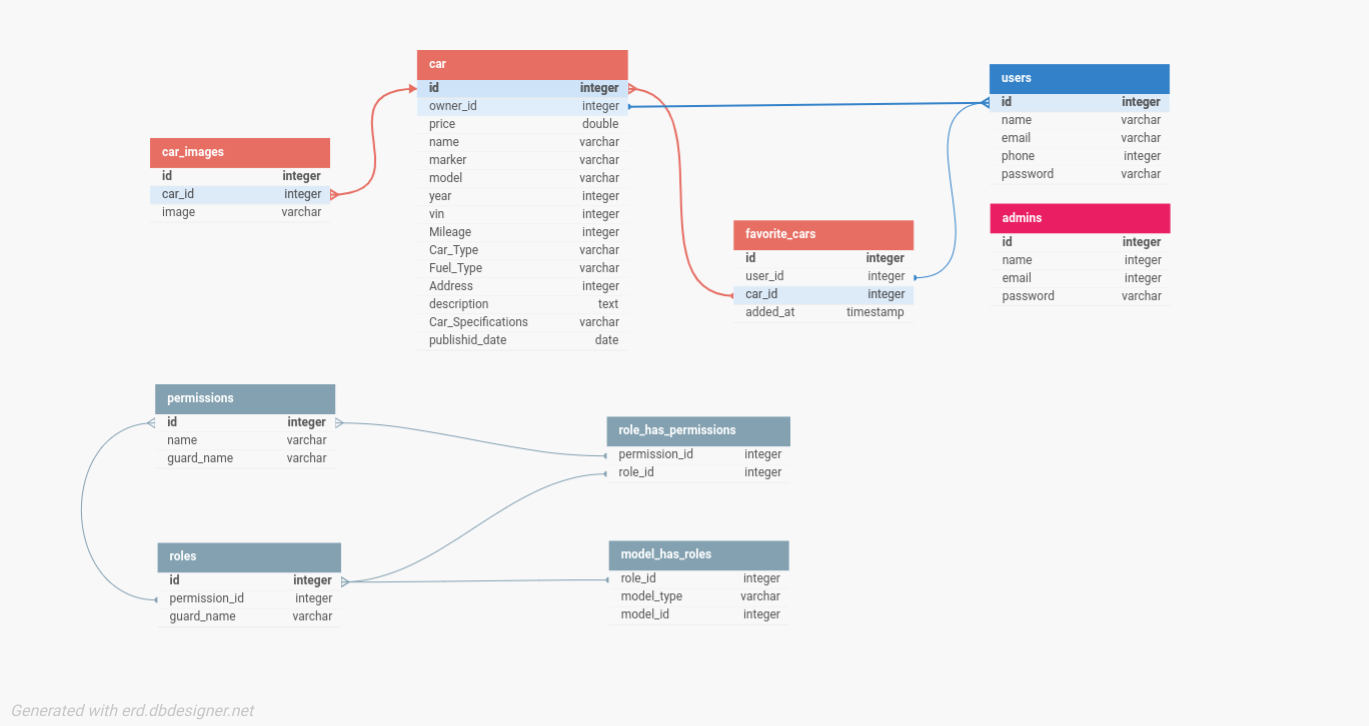 car
id integer
owner_id integer
price double
name varchar
marker varchar
model varchar
year integer
vin integer
Mileage integer
Car_Type varchar
Fuel_Type varchar
Address integer
description text
Car_Specifications varchar
publishid_date date
users
id integer
name varchar
email varchar
phone integer
password varchar
car_images
id integer
car_id integer
image varchar
admins
id integer
name integer
email integer
password varchar
favorite_cars
id integer
user_id integer
car_id integer
added_at timestamp
permissions
id integer
name varchar
guard_name varchar
role_has_permissions
permission_id integer
role_id integer
roles
id integer
permission_id integer
guard_name varchar
model_has_roles
role_id integer
model_type varchar
model_id integer
Generated with erd.dbdesigner.net